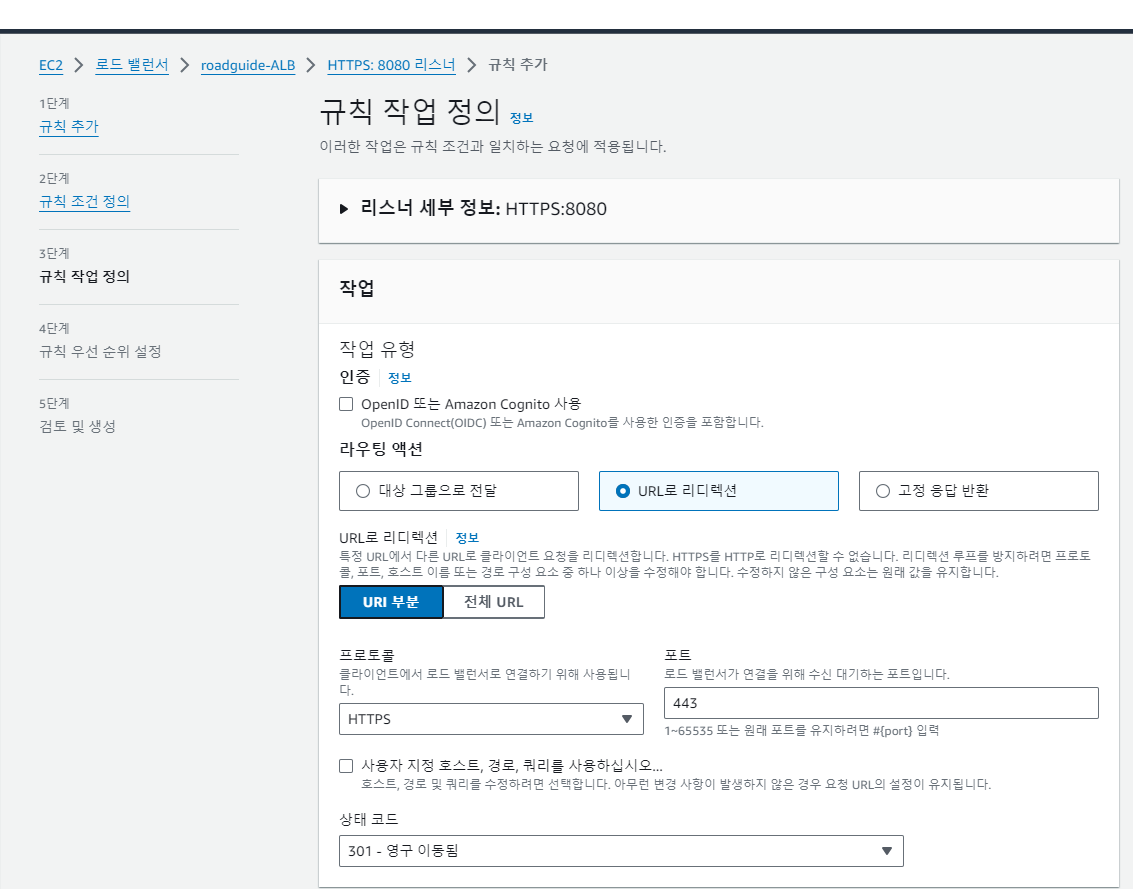 EC2 > 로드 밸런서 > roadguide-ALB > HTTPS: 8080 리스너 > 규칙 추가
1단계
규칙 추가
2단계
규칙 조건 정의
3단계
규칙 작업 정의
4단계
규칙 우선 순위 설정
5단계
검토 및 생성
규칙 작업 정의 정보
이러한 작업은 규칙 조건과 일치하는 요청에 적용됩니다.
리스너 세부 정보: HTTPS:8080
작업
작업 유형
인증 정보
OpenID 또는 Amazon Cognito 사용
OpenID Connect(OIDC) 또는 Amazon Cognito를 사용한 인증을 포함합니다.
라우팅 액션
대상 그룹으로 전달 URL로 리디렉션 고정 응답 반환
URL로 리디렉션 정보
특정 URL에서 다른 URL로 클라이언트 요청을 리디렉션합니다. HTTPS를 HTTP로 리디렉션할 수 없습니다. 리디렉션 루프를 방지하려면 프로토
콜, 포트, 호스트 이름 또는 경로 구성 요소 중 하나 이상을 수정해야 합니다. 수정하지 않은 구성 요소는 원래 값을 유지합니다.
URI 부분 전체 URL
프로토콜
클라이언트에서 로드 밸런서로 연결하기 위해 사용됩니
다.
HTTPS
포트
로드 밸런서가 연결을 위해 수신 대기하는 포트입니다.
443
1~65535 또는 원래 포트를 유지하려면 #{port} 입력
사용자 지정 호스트, 경로, 쿼리를 사용하십시오...
호스트, 경로 및 쿼리를 수정하려면 선택합니다. 아무런 변경 사항이 발생하지 않은 경우 요청 URL의 설정이 유지됩니다.
상태 코드
301 - 영구 이동됨